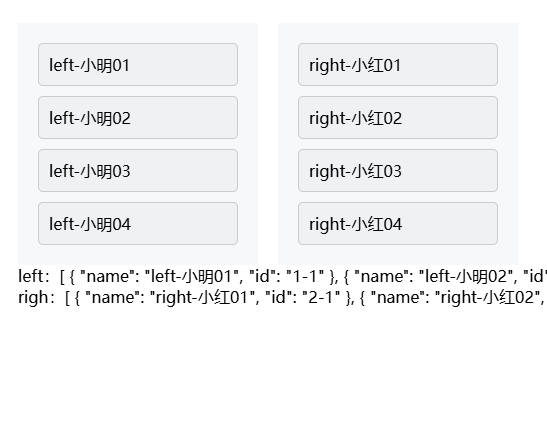 left-小明01
left-小明02
left-小明03
left-小明04
right-小红01
right-小红02
right-小红03
right-小红04
left：[ { "name": "left-小明01", "id": "1-1" }, { "name": "left-小明02", "id"
righ：[ { "name": "right-小红01", "id": "2-1" }, { "name": "right-小红02",